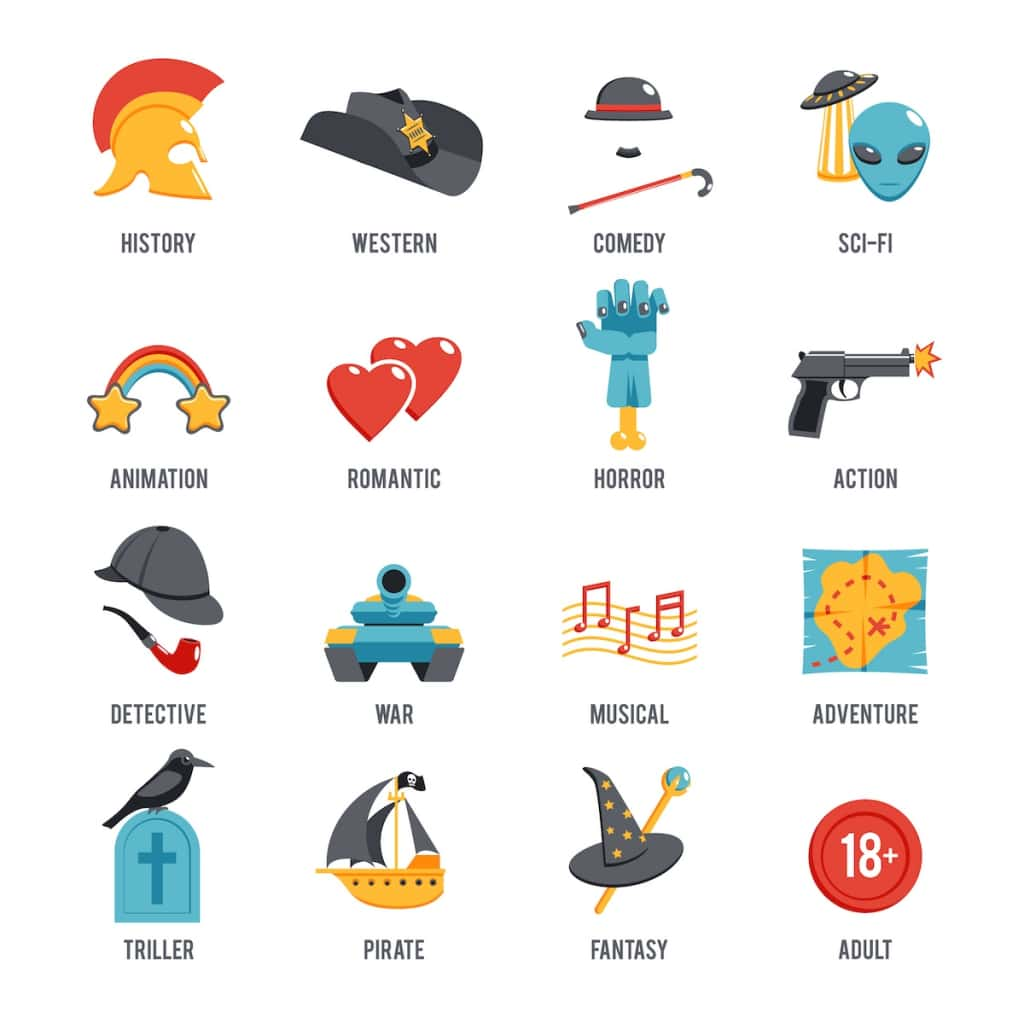 HISTORY
WESTERN
COMEDY
SCI-FI
ANIMATION
ROMANTIC
HORROR
ACTION
DETECTIVE
WAR
MUSICAL
ADVENTURE
18+
TRILLER
PIRATE
FANTASY
ADULT